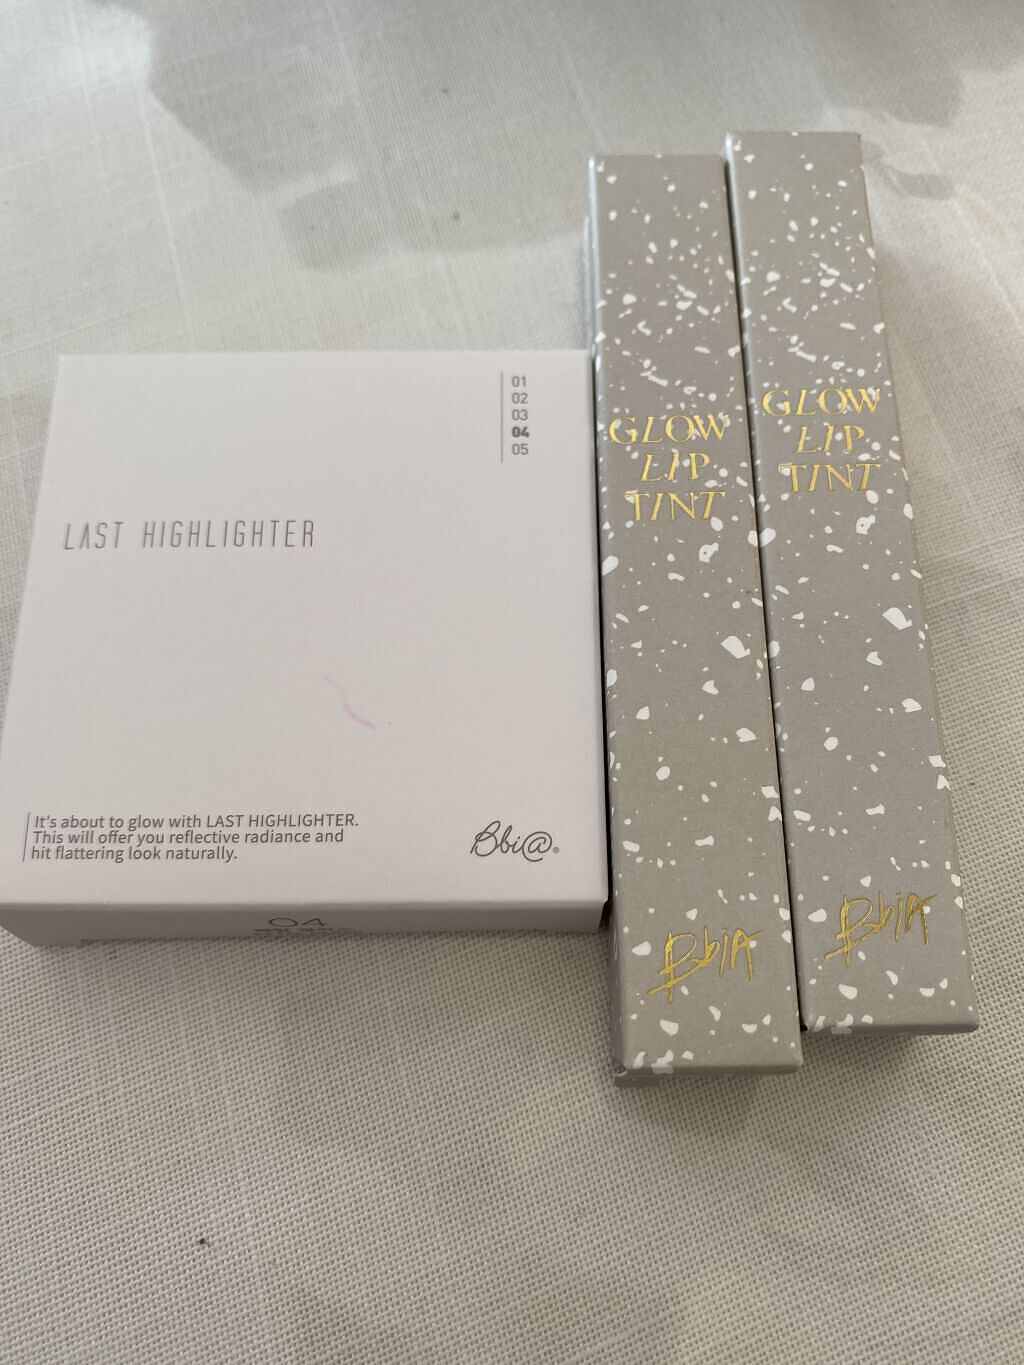 01
02
03
04
05
LAST HIGHLIGHTER
It's about to glow with LAST HIGHLIGHTER.
This will offer you reflective radiance and
hit flattering look naturally.
Bbi@®
04
GLOW
LIP
TINT
BbiA
GLOW
LIP
TINT
BbiA